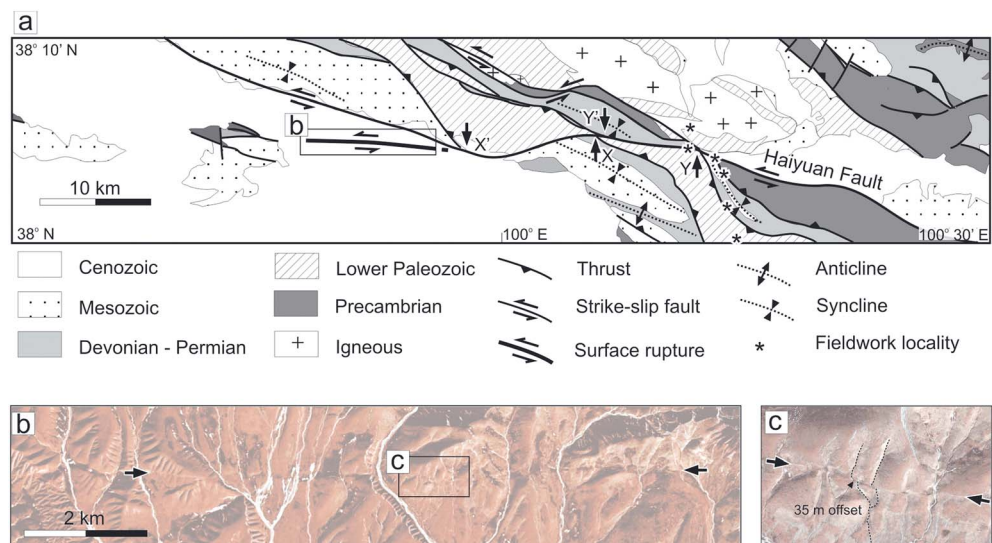 a
38° 10' N
b
X'
Y'
X
Y
Haiyuan Fault
10 km
38° N
100° E
100° 30' E
Cenozoic
Lower Paleozoic
Thrust
Anticline
Mesozoic
Precambrian
Strike-slip fault
Syncline
Devonian - Permian
Igneous
Surface rupture
Fieldwork locality
b
c
2 km
c
35 m offset